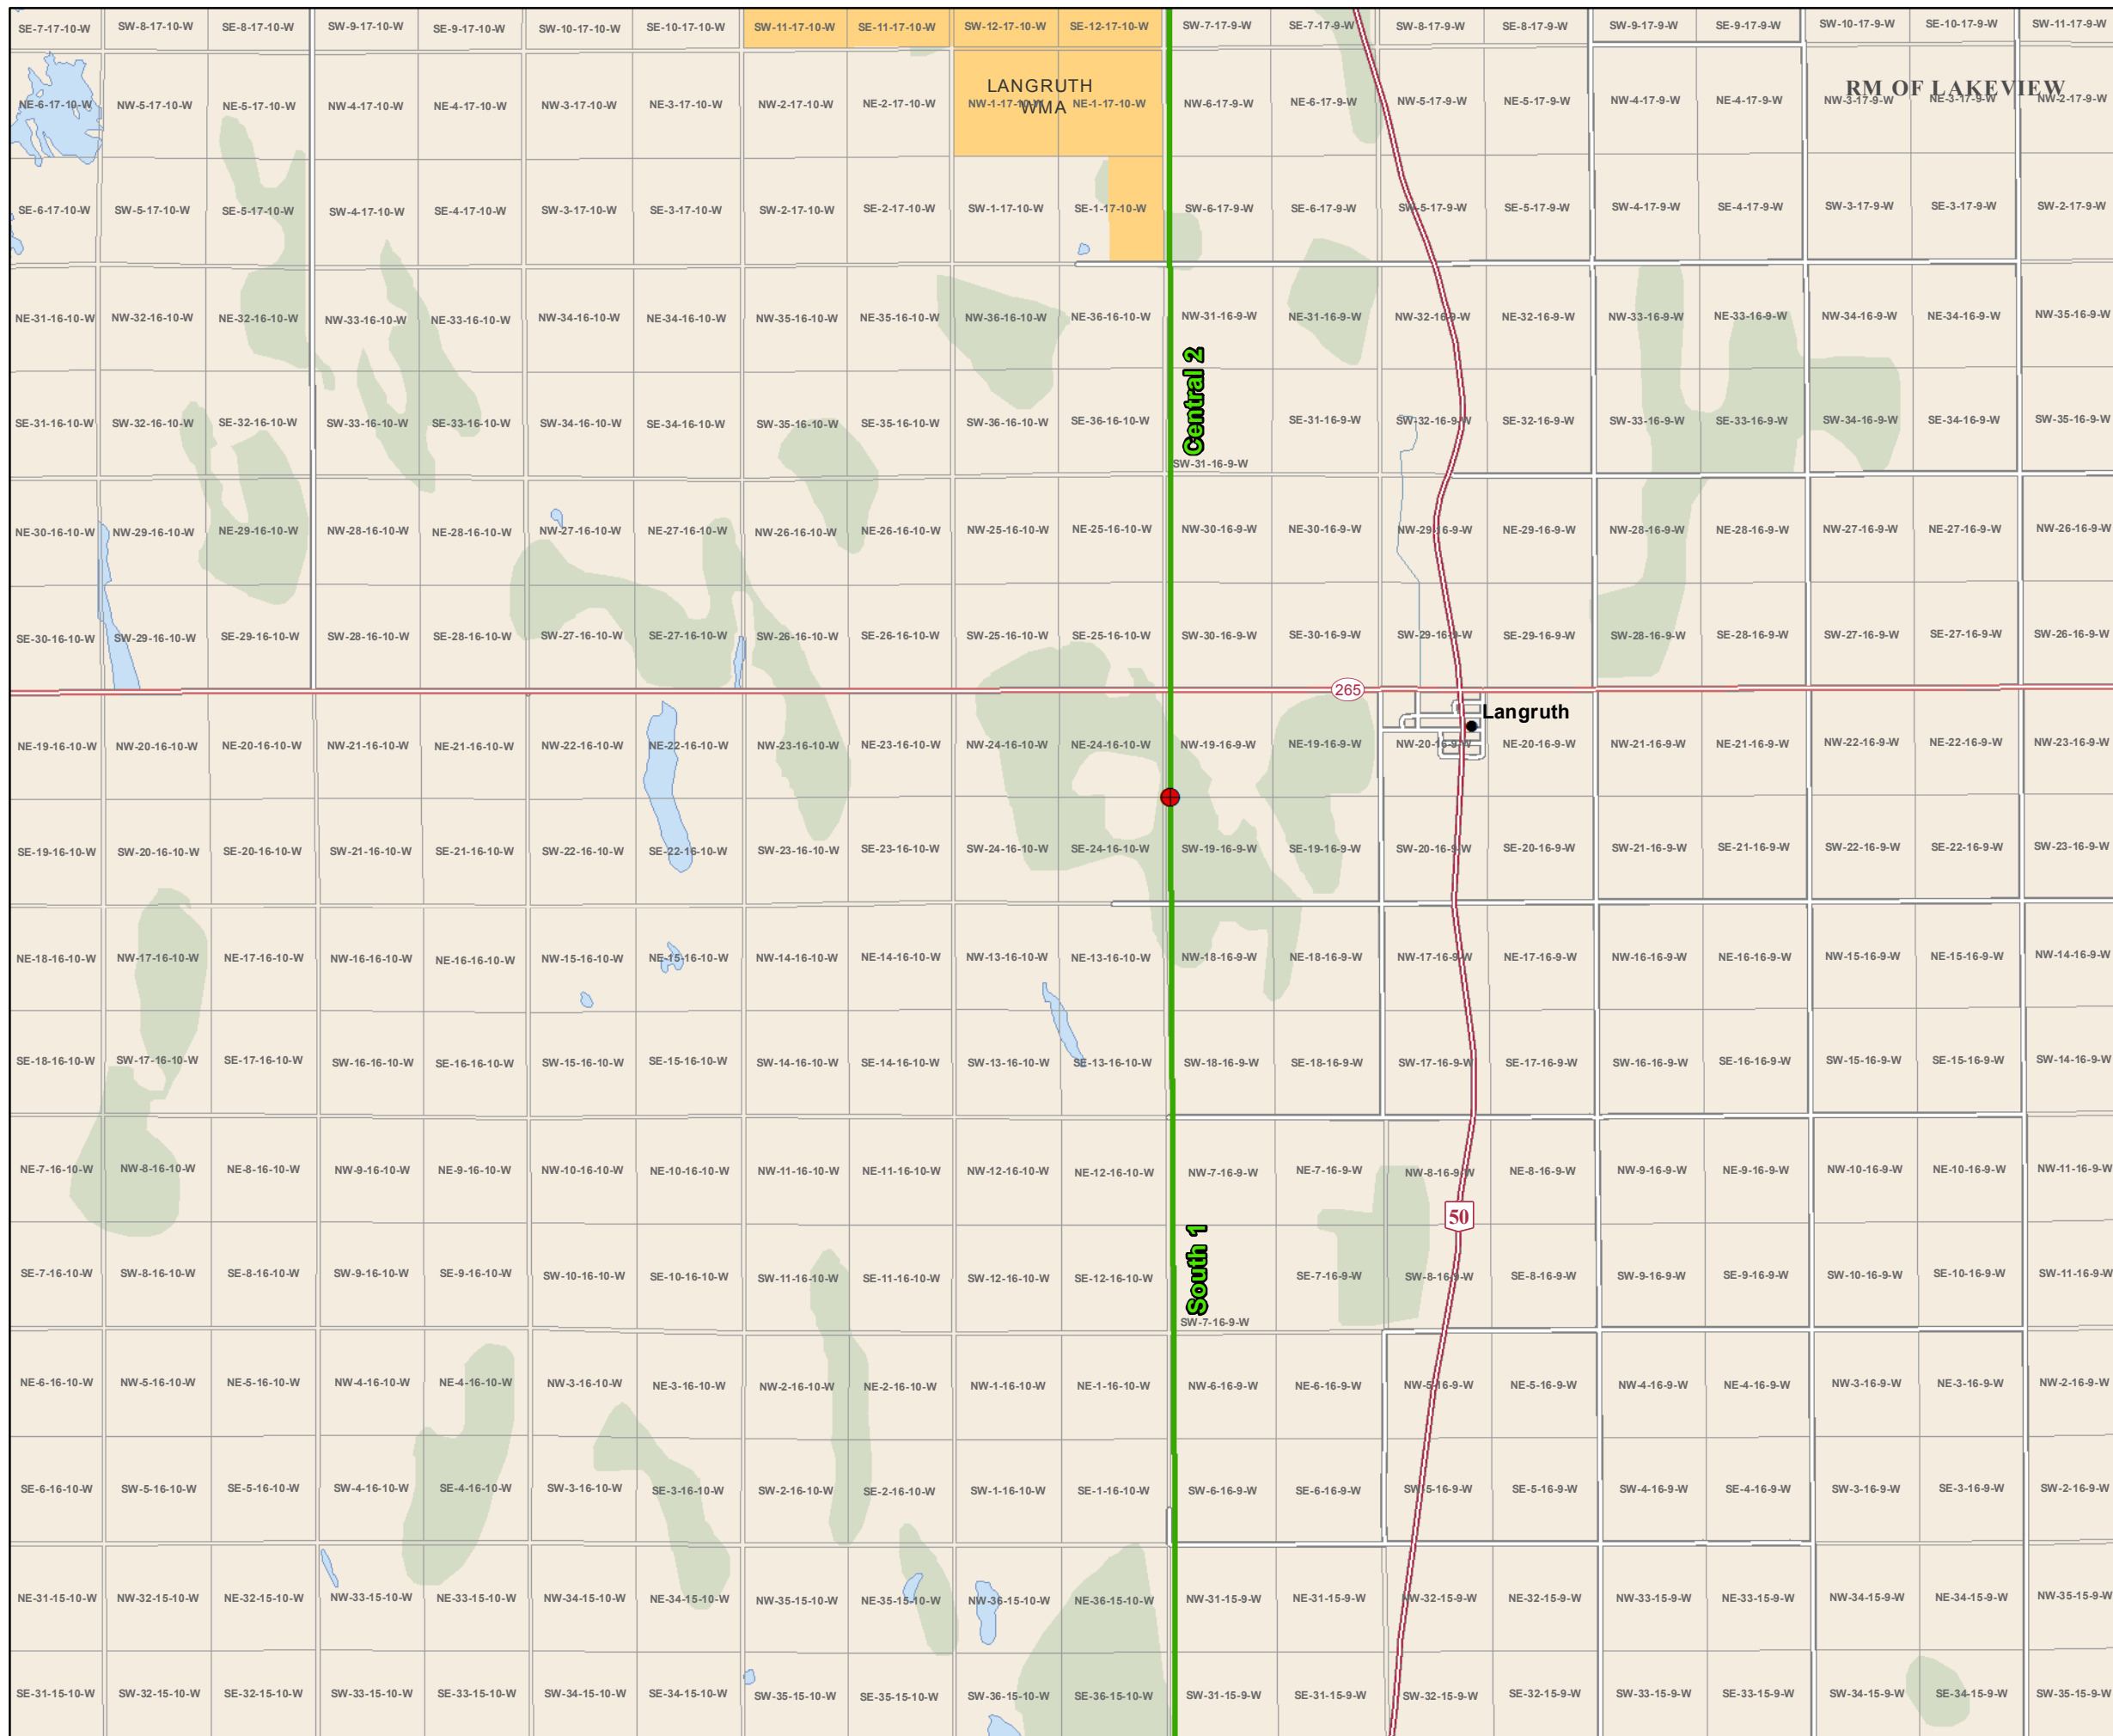 SE-7-17-10-W SW-8-17-10-W SE-8-17-10-W SW-9-17-10-W SE-9-17-10-W SW-10-17-10-W SE-10-17-10-W SW-11-17-10-W SE-11-17-10-W SW-12-17-10-W SE-12-17-10-W SW-7-17-9-W SE-7-17-9-W SW-8-17-9-W SE-8-17-9-W SW-9-17-9-W SE-9-17-9-W SW-10-17-9-W SE-10-17-9-W SW-11-17-9-W
LANGRUTH
WMA
RM OF LAKEVIEW
NE-6-17-10-W NW-5-17-10-W NE-5-17-10-W NW-4-17-10-W NE-4-17-10-W NW-3-17-10-W NE-3-17-10-W NW-2-17-10-W NE-2-17-10-W NW-1-17-10-W NE-1-17-10-W NW-6-17-9-W NE-6-17-9-W NW-5-17-9-W NE-5-17-9-W NW-4-17-9-W NE-4-17-9-W NW-3-17-9-W NE-3-17-9-W NW-2-17-9-W
SE-6-17-10-W SW-5-17-10-W SE-5-17-10-W SW-4-17-10-W SE-4-17-10-W SW-3-17-10-W SE-3-17-10-W SW-2-17-10-W SE-2-17-10-W SW-1-17-10-W SE-1-17-10-W SW-6-17-9-W SE-6-17-9-W SW-5-17-9-W SE-5-17-9-W SW-4-17-9-W SE-4-17-9-W SW-3-17-9-W SE-3-17-9-W SW-2-17-9-W
NE-31-16-10-W NW-32-16-10-W NE-32-16-10-W NW-33-16-10-W NE-33-16-10-W NW-34-16-10-W NE-34-16-10-W NW-35-16-10-W NE-35-16-10-W NW-36-16-10-W NE-36-16-10-W NW-31-16-9-W NE-31-16-9-W NW-32-16-9-W NE-32-16-9-W NW-33-16-9-W NE-33-16-9-W NW-34-16-9-W NE-34-16-9-W NW-35-16-9-W
Central 2
SE-31-16-10-W SW-32-16-10-W SE-32-16-10-W SW-33-16-10-W SE-33-16-10-W SW-34-16-10-W SE-34-16-10-W SW-35-16-10-W SE-35-16-10-W SW-36-16-10-W SE-36-16-10-W SE-31-16-9-W SW-32-16-9-W SE-32-16-9-W SW-33-16-9-W SE-33-16-9-W SW-34-16-9-W SE-34-16-9-W SW-35-16-9-W
SW-31-16-9-W
NE-30-16-10-W NW-29-16-10-W NE-29-16-10-W NW-28-16-10-W NE-28-16-10-W NW-27-16-10-W NE-27-16-10-W NW-26-16-10-W NE-26-16-10-W NW-25-16-10-W NE-25-16-10-W NW-30-16-9-W NE-30-16-9-W NW-29-16-9-W NE-29-16-9-W NW-28-16-9-W NE-28-16-9-W NW-27-16-9-W NE-27-16-9-W NW-26-16-9-W
SE-30-16-10-W SW-29-16-10-W SE-29-16-10-W SW-28-16-10-W SE-28-16-10-W SW-27-16-10-W SE-27-16-10-W SW-26-16-10-W SE-26-16-10-W SW-25-16-10-W SE-25-16-10-W SW-30-16-9-W SE-30-16-9-W SW-29-16-9-W SE-29-16-9-W SW-28-16-9-W SE-28-16-9-W SW-27-16-9-W SE-27-16-9-W SW-26-16-9-W
265
Langruth
NE-19-16-10-W NW-20-16-10-W NE-20-16-10-W NW-21-16-10-W NE-21-16-10-W NW-22-16-10-W NE-22-16-10-W NW-23-16-10-W NE-23-16-10-W NW-24-16-10-W NE-24-16-10-W NW-19-16-9-W NE-19-16-9-W NW-20-16-9-W NE-20-16-9-W NW-21-16-9-W NE-21-16-9-W NW-22-16-9-W NE-22-16-9-W NW-23-16-9-W
SE-19-16-10-W SW-20-16-10-W SE-20-16-10-W SW-21-16-10-W SE-21-16-10-W SW-22-16-10-W SE-22-16-10-W SW-23-16-10-W SE-23-16-10-W SW-24-16-10-W SE-24-16-10-W SW-19-16-9-W SE-19-16-9-W SW-20-16-9-W SE-20-16-9-W SW-21-16-9-W SE-21-16-9-W SW-22-16-9-W SE-22-16-9-W SW-23-16-9-W
NE-18-16-10-W NW-17-16-10-W NE-17-16-10-W NW-16-16-10-W NE-16-16-10-W NW-15-16-10-W NE-15-16-10-W NW-14-16-10-W NE-14-16-10-W NW-13-16-10-W NE-13-16-10-W NW-18-16-9-W NE-18-16-9-W NW-17-16-9-W NE-17-16-9-W NW-16-16-9-W NE-16-16-9-W NW-15-16-9-W NE-15-16-9-W NW-14-16-9-W
SE-18-16-10-W SW-17-16-10-W SE-17-16-10-W SW-16-16-10-W SE-16-16-10-W SW-15-16-10-W SE-15-16-10-W SW-14-16-10-W SE-14-16-10-W SW-13-16-10-W SE-13-16-10-W SW-18-16-9-W SE-18-16-9-W SW-17-16-9-W SE-17-16-9-W SW-16-16-9-W SE-16-16-9-W SW-15-16-9-W SE-15-16-9-W SW-14-16-9-W
NE-7-16-10-W NW-8-16-10-W NE-8-16-10-W NW-9-16-10-W NE-9-16-10-W NW-10-16-10-W NE-10-16-10-W NW-11-16-10-W NE-11-16-10-W NW-12-16-10-W NE-12-16-10-W NW-7-16-9-W NE-7-16-9-W NW-8-16-9-W NE-8-16-9-W NW-9-16-9-W NE-9-16-9-W NW-10-16-9-W NE-10-16-9-W NW-11-16-9-W
50
South 1
SE-7-16-10-W SW-8-16-10-W SE-8-16-10-W SW-9-16-10-W SE-9-16-10-W SW-10-16-10-W SE-10-16-10-W SW-11-16-10-W SE-11-16-10-W SW-12-16-10-W SE-12-16-10-W SE-7-16-9-W SW-8-16-9-W SE-8-16-9-W SW-9-16-9-W SE-9-16-9-W SW-10-16-9-W SE-10-16-9-W SW-11-16-9-W
SW-7-16-9-W
NE-6-16-10-W NW-5-16-10-W NE-5-16-10-W NW-4-16-10-W NE-4-16-10-W NW-3-16-10-W NE-3-16-10-W NW-2-16-10-W NE-2-16-10-W NW-1-16-10-W NE-1-16-10-W NW-6-16-9-W NE-6-16-9-W NW-5-16-9-W NE-5-16-9-W NW-4-16-9-W NE-4-16-9-W NW-3-16-9-W NE-3-16-9-W NW-2-16-9-W
SE-6-16-10-W SW-5-16-10-W SE-5-16-10-W SW-4-16-10-W SE-4-16-10-W SW-3-16-10-W SE-3-16-10-W SW-2-16-10-W SE-2-16-10-W SW-1-16-10-W SE-1-16-10-W SW-6-16-9-W SE-6-16-9-W SW-5-16-9-W SE-5-16-9-W SW-4-16-9-W SE-4-16-9-W SW-3-16-9-W SE-3-16-9-W SW-2-16-9-W
NE-31-15-10-W NW-32-15-10-W NE-32-15-10-W NW-33-15-10-W NE-33-15-10-W NW-34-15-10-W NE-34-15-10-W NW-35-15-10-W NE-35-15-10-W NW-36-15-10-W NE-36-15-10-W NW-31-15-9-W NE-31-15-9-W NW-32-15-9-W NE-32-15-9-W NW-33-15-9-W NE-33-15-9-W NW-34-15-9-W NE-34-15-9-W NW-35-15-9-W
SE-31-15-10-W SW-32-15-10-W SE-32-15-10-W SW-33-15-10-W SE-33-15-10-W SW-34-15-10-W SE-34-15-10-W SW-35-15-10-W SE-35-15-10-W SW-36-15-10-W SE-36-15-10-W SW-31-15-9-W SE-31-15-9-W SW-32-15-9-W SE-32-15-9-W SW-33-15-9-W SE-33-15-9-W SW-34-15-9-W SE-34-15-9-W SW-35-15-9-W